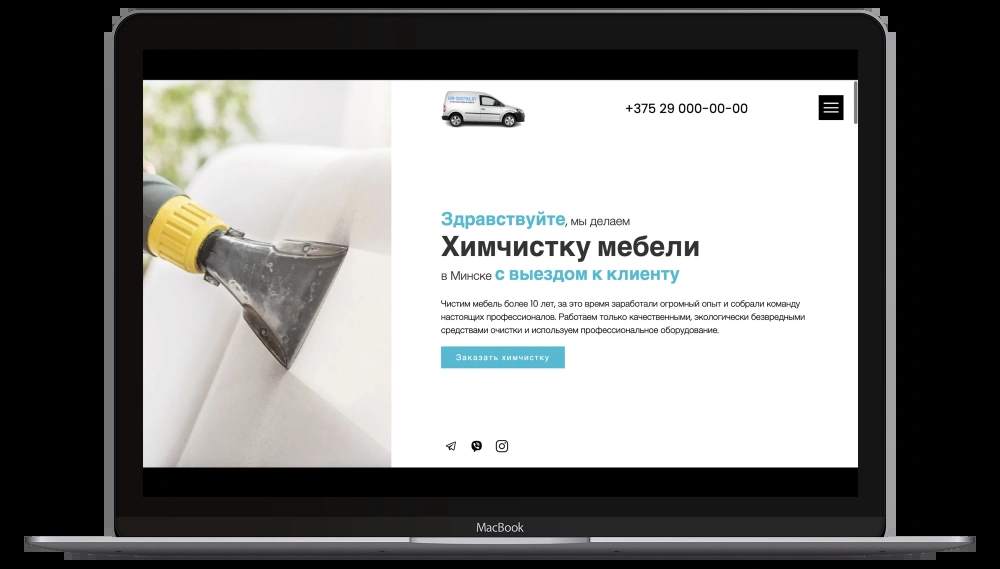 +375 29 000-00-00
Здравствуйте, мы делаем
Химчистку мебели
в Минске с выездом к клиенту
Чистим мебель более 10 лет, за это время заработали огромный опыт и собрали команду
настоящих профессионалов. Работаем только качественными, экологически безвредными
средствами очистки и используем профессиональное оборудование.
Заказать химчистку
MacBook